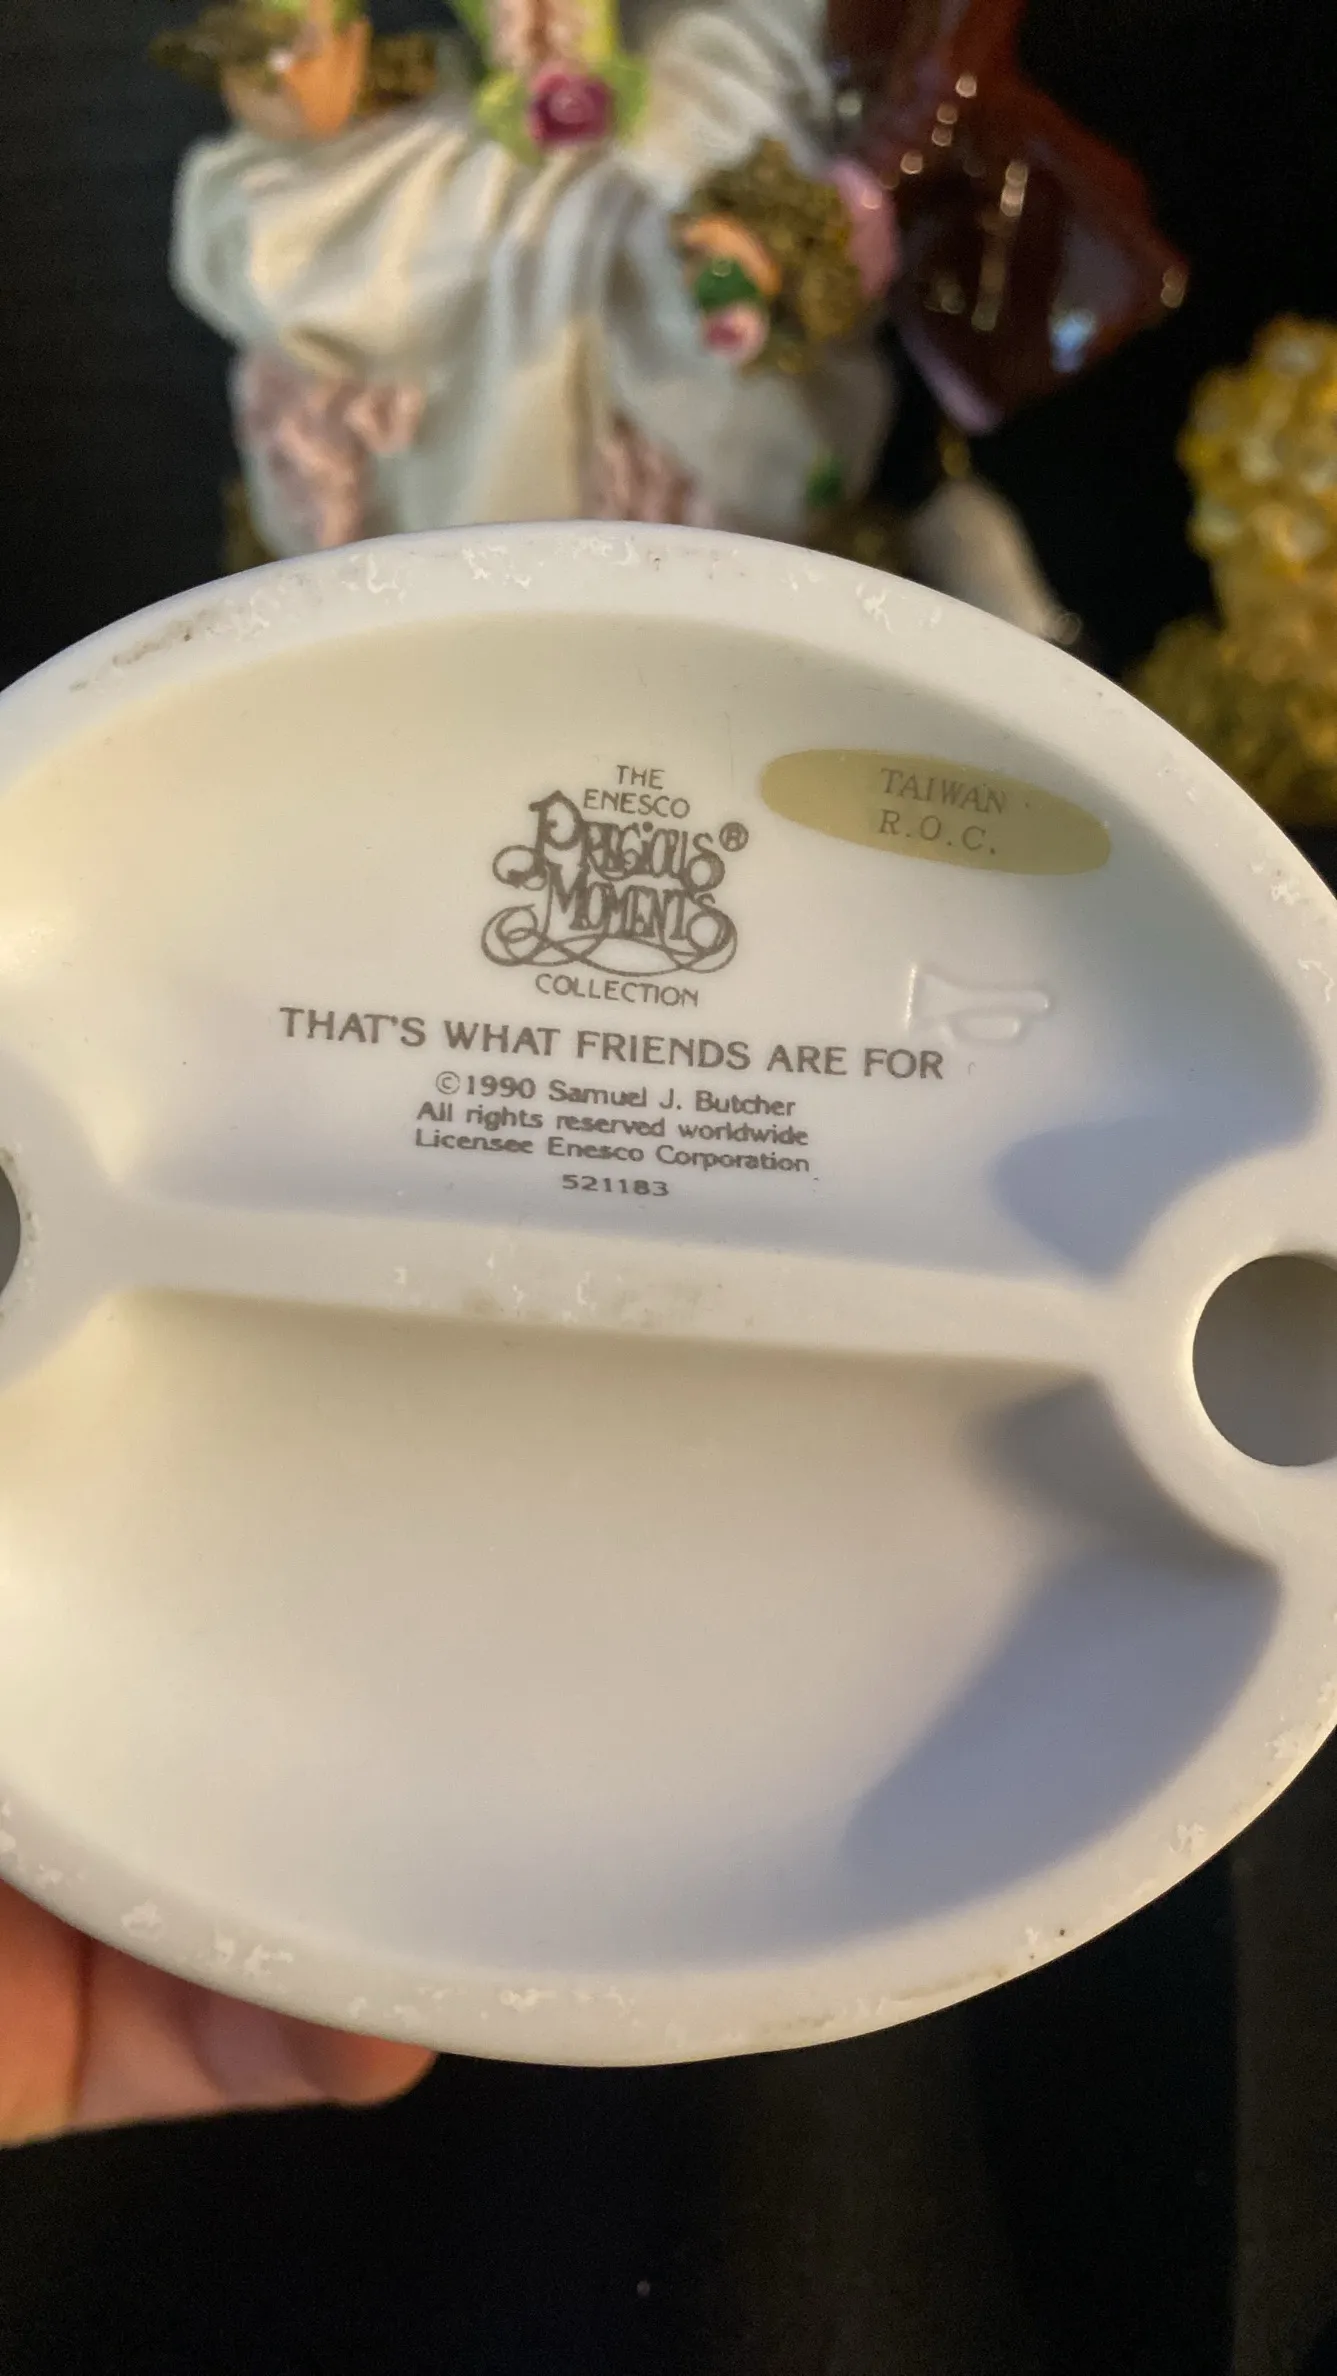 THE
ENESCO
PRECIOUS®
MOMENTS
COLLECTION
TAIWAN
R.O.C.
THAT'S WHAT FRIENDS ARE FOR
©1990 Samuel J. Butcher
All rights reserved worldwide
Licensee Enesco Corporation
521183